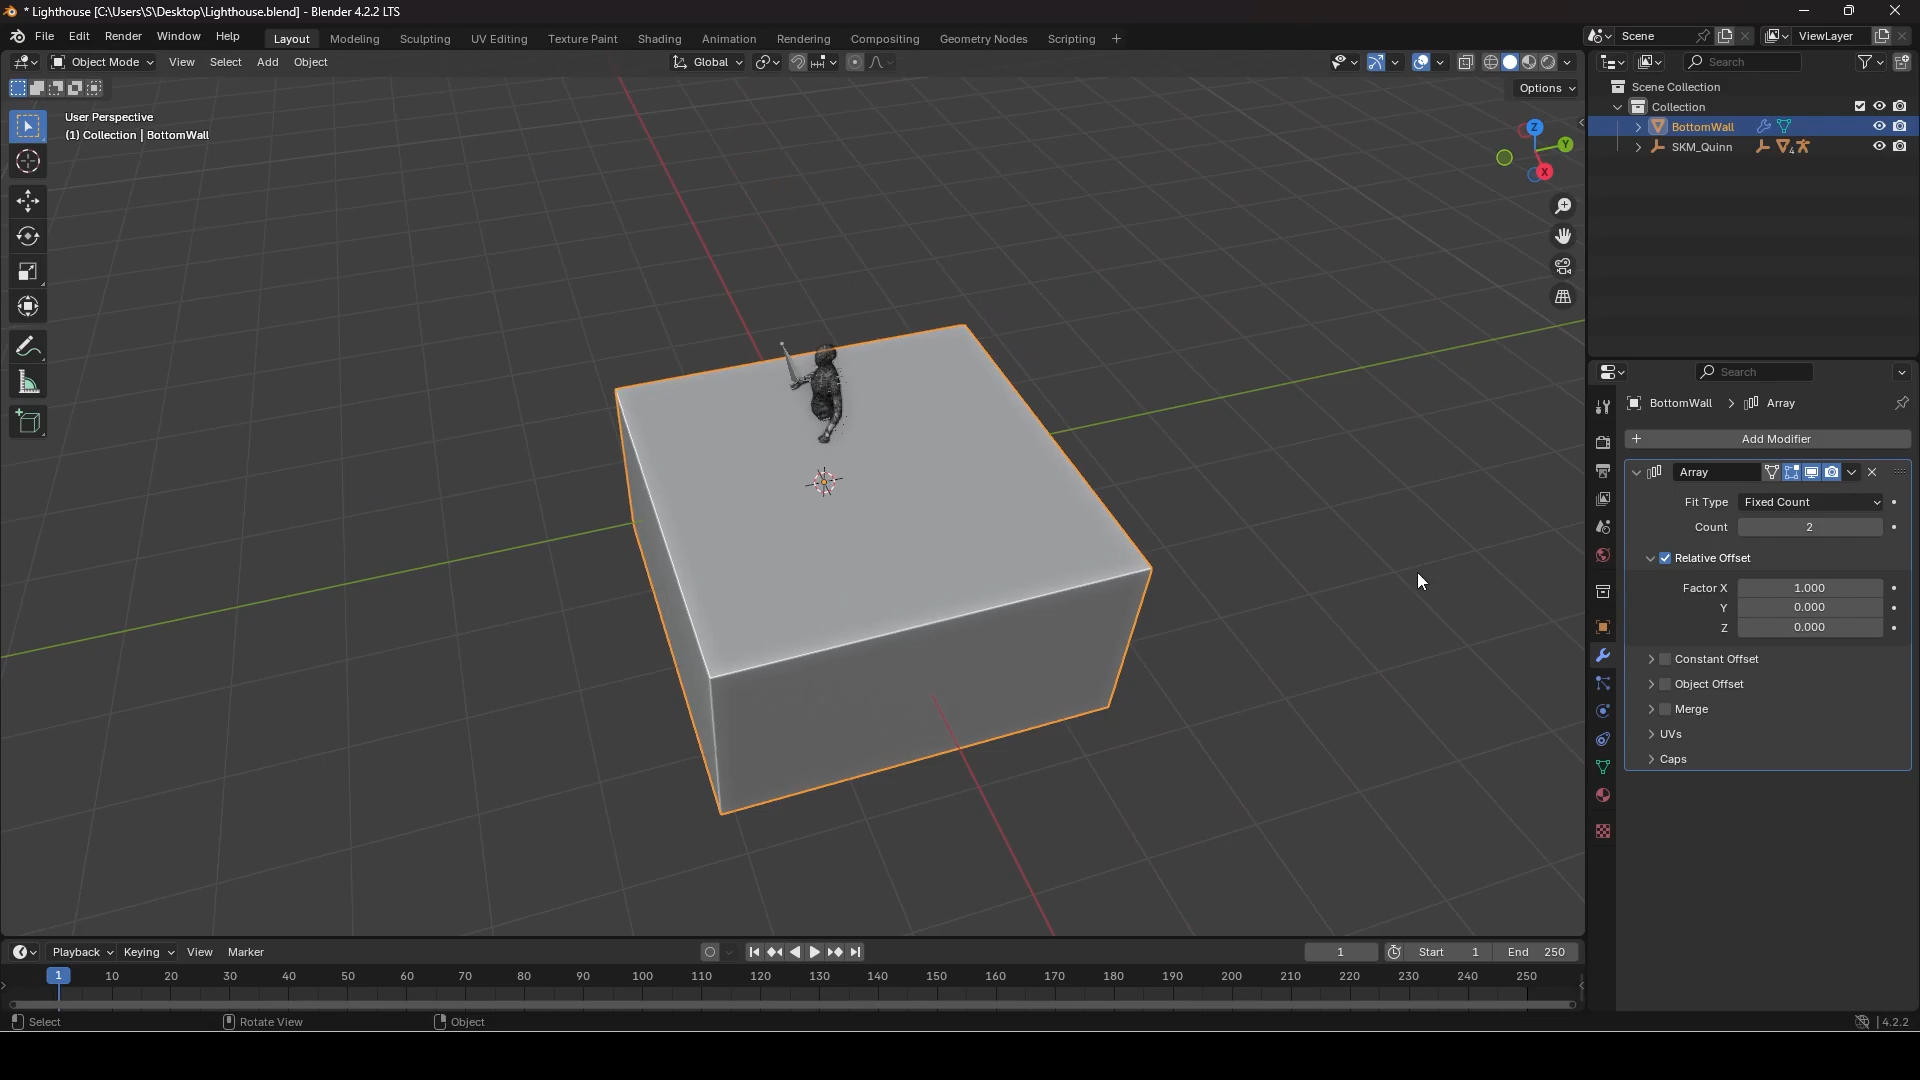 * Lighthouse [C:\Users\S\Desktop\Lighthouse.blend] - Blender 4.2.2 LTS
File Edit Render Window Help Layout Modeling Sculpting UV Editing Texture Paint Shading Animation Rendering Compositing Geometry Nodes Scripting + Scene ViewLayer
Object Mode View Select Add Object Global Search
Options
Scene Collection
Collection
BottomWall
SKM_Quinn
User Perspective
(1) Collection | BottomWall
Z
Y
X
Search
BottomWall > Array
+ Add Modifier
Array
Fit Type Fixed Count
Count 2
Relative Offset
Factor X 1.000
Y 0.000
Z 0.000
Constant Offset
Object Offset
Merge
UVs
Caps
Playback Keying View Marker 1 Start 1 End 250
1 10 20 30 40 50 60 70 80 90 100 110 120 130 140 150 160 170 180 190 200 210 220 230 240 250
Select Rotate View Object 4.2.2